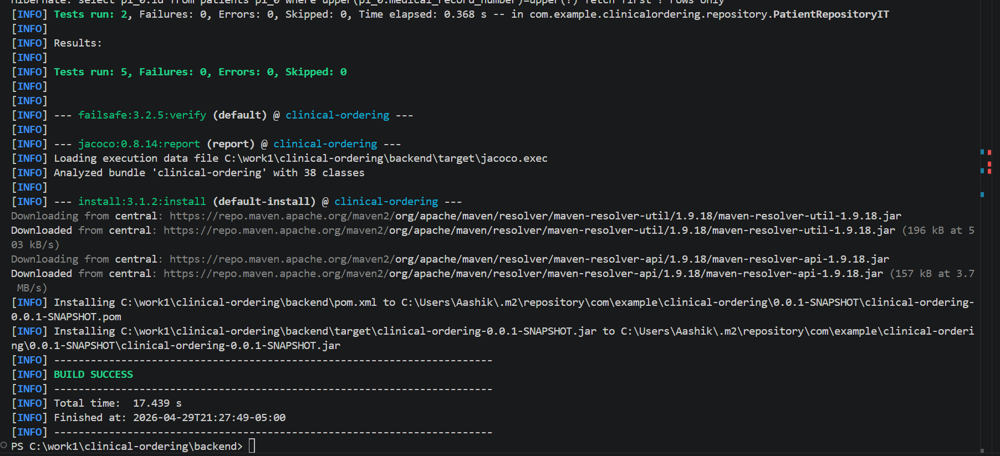 Hibernate: select p1_0.id from patients p1_0 where upper(p1_0.medical_record_number)=upper(?) fetch first ? rows only
[INFO] Tests run: 2, Failures: 0, Errors: 0, Skipped: 0, Time elapsed: 0.368 s -- in com.example.clinicalordering.repository.PatientRepositoryIT
[INFO]
[INFO] Results:
[INFO]
[INFO] Tests run: 5, Failures: 0, Errors: 0, Skipped: 0
[INFO]
[INFO]
[INFO] --- failsafe:3.2.5:verify (default) @ clinical-ordering ---
[INFO]
[INFO] --- jacoco:0.8.14:report (report) @ clinical-ordering ---
[INFO] Loading execution data file C:\work1\clinical-ordering\backend\target\jacoco.exec
[INFO] Analyzed bundle 'clinical-ordering' with 38 classes
[INFO]
[INFO] --- install:3.1.2:install (default-install) @ clinical-ordering ---
Downloading from central: https://repo.maven.apache.org/maven2/org/apache/maven/resolver/maven-resolver-util/1.9.18/maven-resolver-util-1.9.18.jar
Downloaded from central: https://repo.maven.apache.org/maven2/org/apache/maven/resolver/maven-resolver-util/1.9.18/maven-resolver-util-1.9.18.jar (196 kB at 5
03 kB/s)
Downloading from central: https://repo.maven.apache.org/maven2/org/apache/maven/resolver/maven-resolver-api/1.9.18/maven-resolver-api-1.9.18.jar
Downloaded from central: https://repo.maven.apache.org/maven2/org/apache/maven/resolver/maven-resolver-api/1.9.18/maven-resolver-api-1.9.18.jar (157 kB at 3.7
 MB/s)
[INFO] Installing C:\work1\clinical-ordering\backend\pom.xml to C:\Users\Aashik\.m2\repository\com\example\clinical-ordering\0.0.1-SNAPSHOT\clinical-ordering-
0.0.1-SNAPSHOT.pom
[INFO] Installing C:\work1\clinical-ordering\backend\target\clinical-ordering-0.0.1-SNAPSHOT.jar to C:\Users\Aashik\.m2\repository\com\example\clinical-orderi
ng\0.0.1-SNAPSHOT\clinical-ordering-0.0.1-SNAPSHOT.jar
[INFO] ------------------------------------------------------------------------
[INFO] BUILD SUCCESS
[INFO] ------------------------------------------------------------------------
[INFO] Total time:  17.439 s
[INFO] Finished at: 2026-04-29T21:27:49-05:00
[INFO] ------------------------------------------------------------------------
PS C:\work1\clinical-ordering\backend>